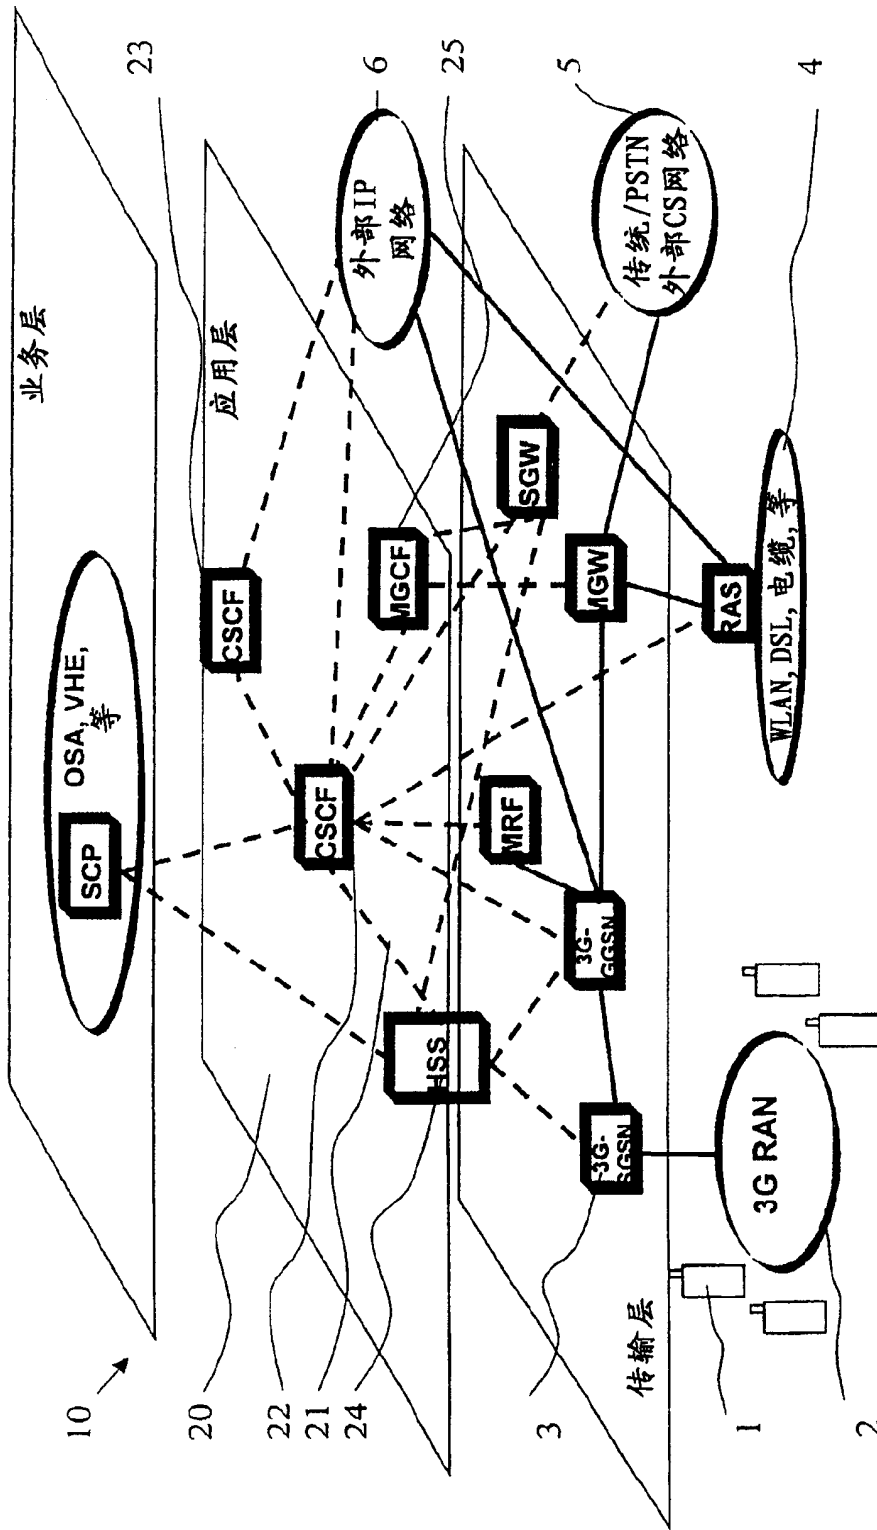 业务层
SCP
OSA, VHE,
等
23
应用层
CSCF
CSCF
外部IP
网络
6
25
MGCF
HSS
SGW
传统/PSTN
外部CS网络
5
MRF
MGW
3G-
GGSN
3G-
SGSN
传输层
RAS
WLAN, DSL, 电缆, 等
4
3G RAN
10
20
22
21
24
3
1
2